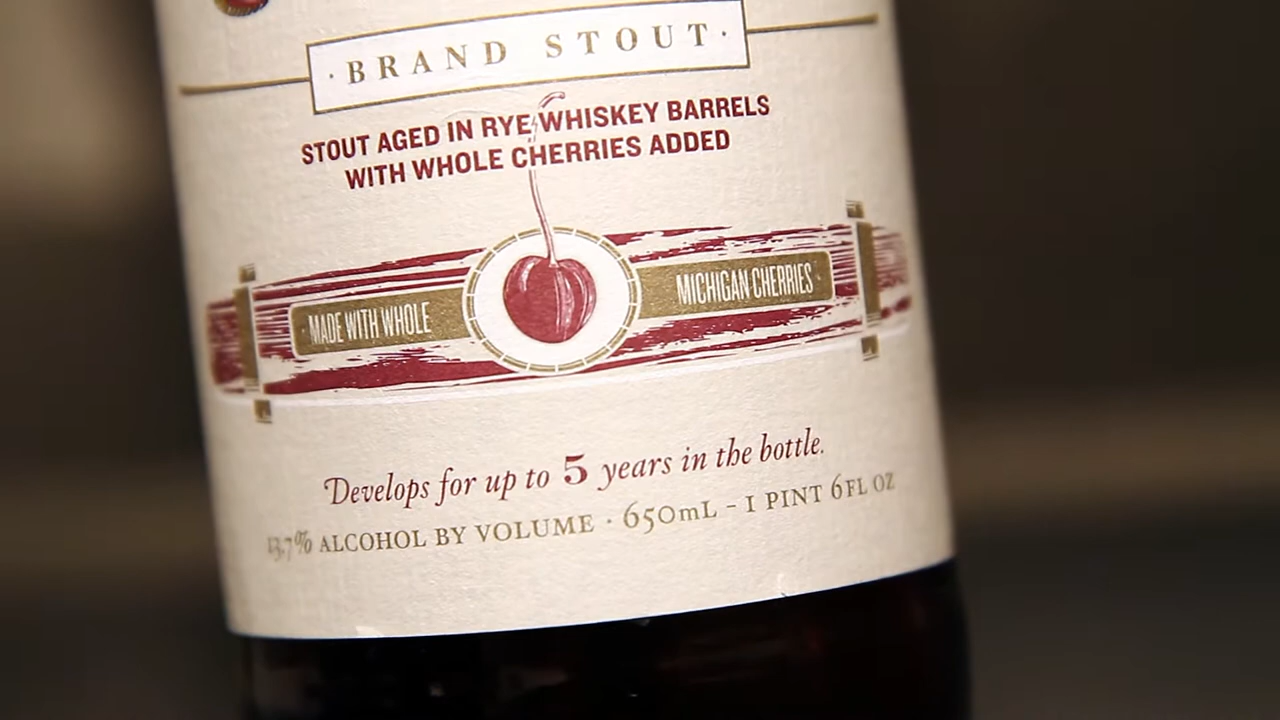 · BRAND STOUT ·
STOUT AGED IN RYE WHISKEY BARRELS
WITH WHOLE CHERRIES ADDED
MADE WITH WHOLE
MICHIGAN CHERRIES
Develops for up to 5 years in the bottle.
13.7% ALCOHOL BY VOLUME · 650mL - 1 PINT 6FL OZ